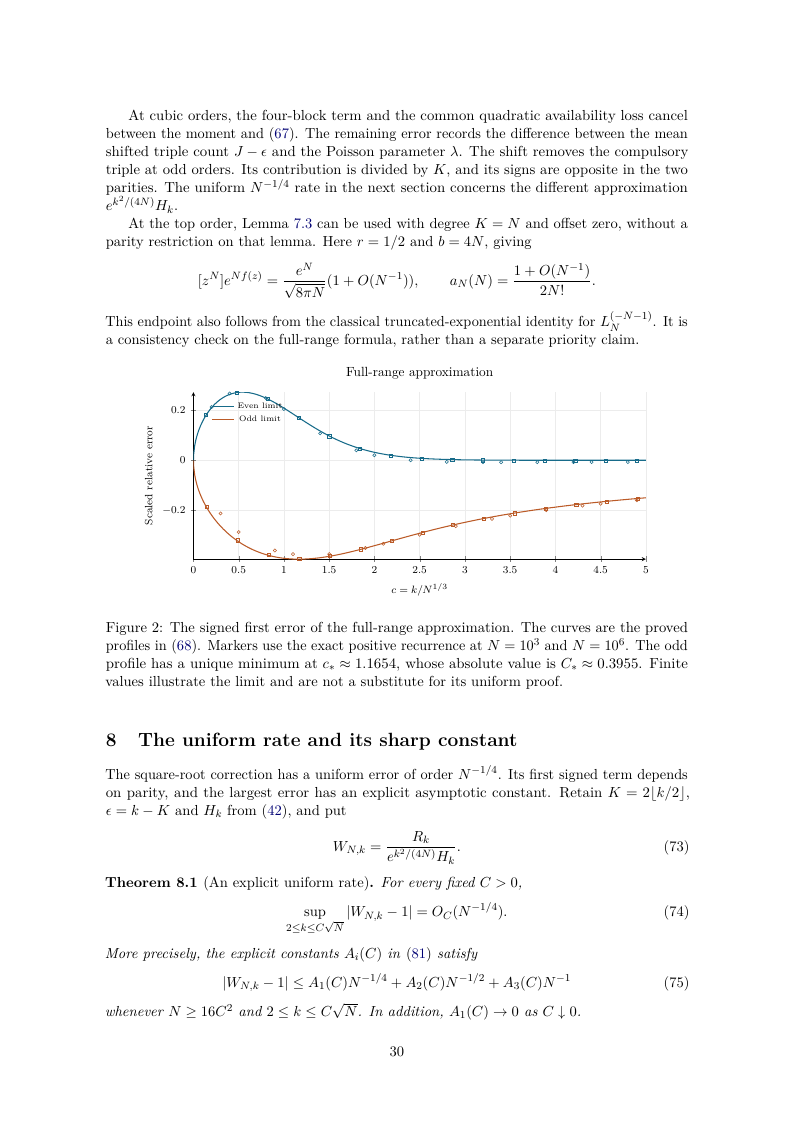 At cubic orders, the four-block term and the common quadratic availability loss cancel
between the moment and (67). The remaining error records the difference between the mean
shifted triple count J − ϵ and the Poisson parameter λ. The shift removes the compulsory
triple at odd orders. Its contribution is divided by K, and its signs are opposite in the two
parities. The uniform N^{−1/4} rate in the next section concerns the different approximation
e^{k²/(4N)}H_k.
At the top order, Lemma 7.3 can be used with degree K = N and offset zero, without a
parity restriction on that lemma. Here r = 1/2 and b = 4N, giving
[z^N]e^{Nf(z)} = e^N/√(8πN) (1 + O(N^{−1})), a_N(N) = (1 + O(N^{−1}))/(2N!).
This endpoint also follows from the classical truncated-exponential identity for L_N^{(−N−1)}. It is
a consistency check on the full-range formula, rather than a separate priority claim.
Full-range approximation
Scaled relative error
0.2
0
−0.2
Even limit
Odd limit
0 0.5 1 1.5 2 2.5 3 3.5 4 4.5 5
c = k/N^{1/3}
Figure 2: The signed first error of the full-range approximation. The curves are the proved
profiles in (68). Markers use the exact positive recurrence at N = 10³ and N = 10⁶. The odd
profile has a unique minimum at c_* ≈ 1.1654, whose absolute value is C_* ≈ 0.3955. Finite
values illustrate the limit and are not a substitute for its uniform proof.
8 The uniform rate and its sharp constant
The square-root correction has a uniform error of order N^{−1/4}. Its first signed term depends
on parity, and the largest error has an explicit asymptotic constant. Retain K = 2⌊k/2⌋,
ϵ = k − K and H_k from (42), and put
W_{N,k} = R_k/(e^{k²/(4N)}H_k). (73)
Theorem 8.1 (An explicit uniform rate). For every fixed C > 0,
sup_{2≤k≤C√N} |W_{N,k} − 1| = O_C(N^{−1/4}). (74)
More precisely, the explicit constants A_i(C) in (81) satisfy
|W_{N,k} − 1| ≤ A_1(C)N^{−1/4} + A_2(C)N^{−1/2} + A_3(C)N^{−1} (75)
whenever N ≥ 16C² and 2 ≤ k ≤ C√N. In addition, A_1(C) → 0 as C ↓ 0.
30